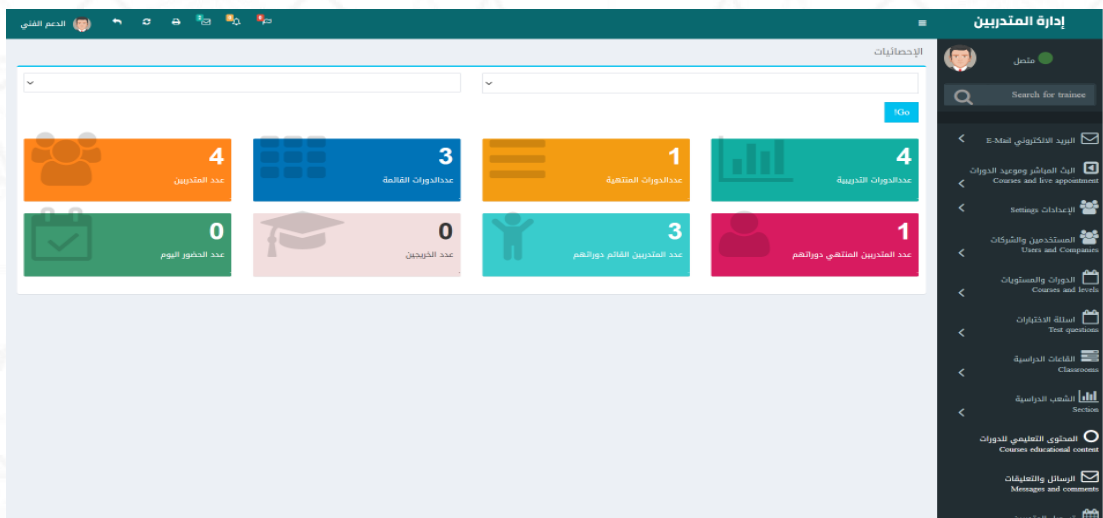 إدارة المتدربين
الدعم الفني
متصل
Search for trainee
البريد الالكتروني E-Mail
البث المباشر وموعيد الدورات
Courses and live appointment
الإعدادات Settings
المستخدمين والشركات
Users and Companies
الدورات والمستويات
Courses and levels
اسئلة الاختبارات
Test questions
القاعات الدراسية
Classrooms
الشعب الدراسية
Section
المحتوى التعليمي للدورات
Courses educational content
الرسائل والتعليقات
Messages and comments
الإحصائيات
Go!
4
عددالدورات التدريبية
1
عددالدورات المنتهية
3
عددالدورات القائمة
4
عدد المتدربين
1
عدد المتدربين المنتهي دوراتهم
3
عدد المتدربين القائم دوراتهم
0
عدد الخريجين
0
عدد الحضور اليوم